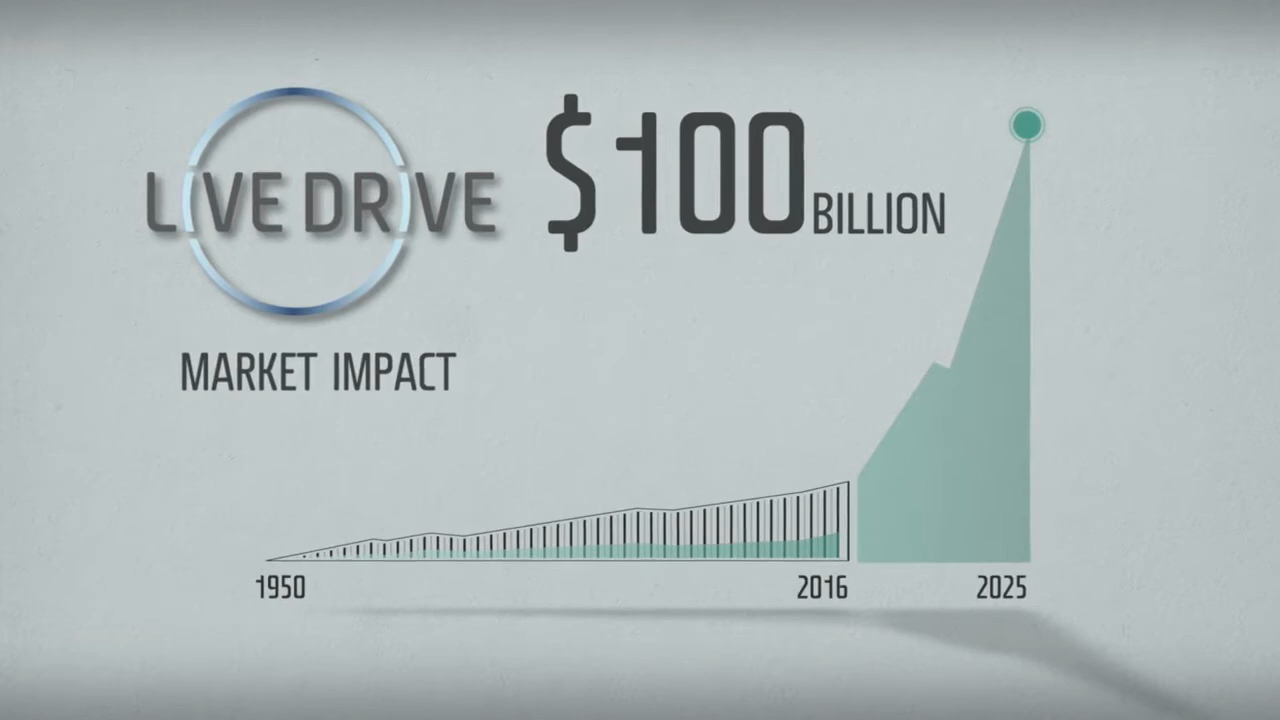 LIVE DRIVE
$100 BILLION
MARKET IMPACT
1950
2016
2025